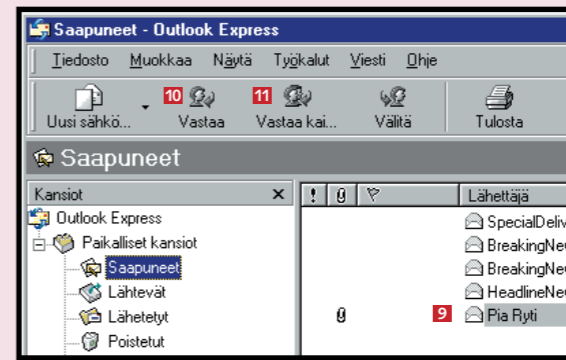 Saapuneet - Outlook Express
Tiedosto Muokkaa Näytä Työkalut Viesti Ohje
10 11
Uusi sähkö... Vastaa Vastaa kai... Välitä Tulosta
Saapuneet
Kansiot × ! Lähettäjä
Outlook Express SpecialDeliv
Paikalliset kansiot BreakingNe
Saapuneet BreakingNe
Lähtevät HeadlineNe
Lähetetyt 9 Pia Ryti
Poistetut